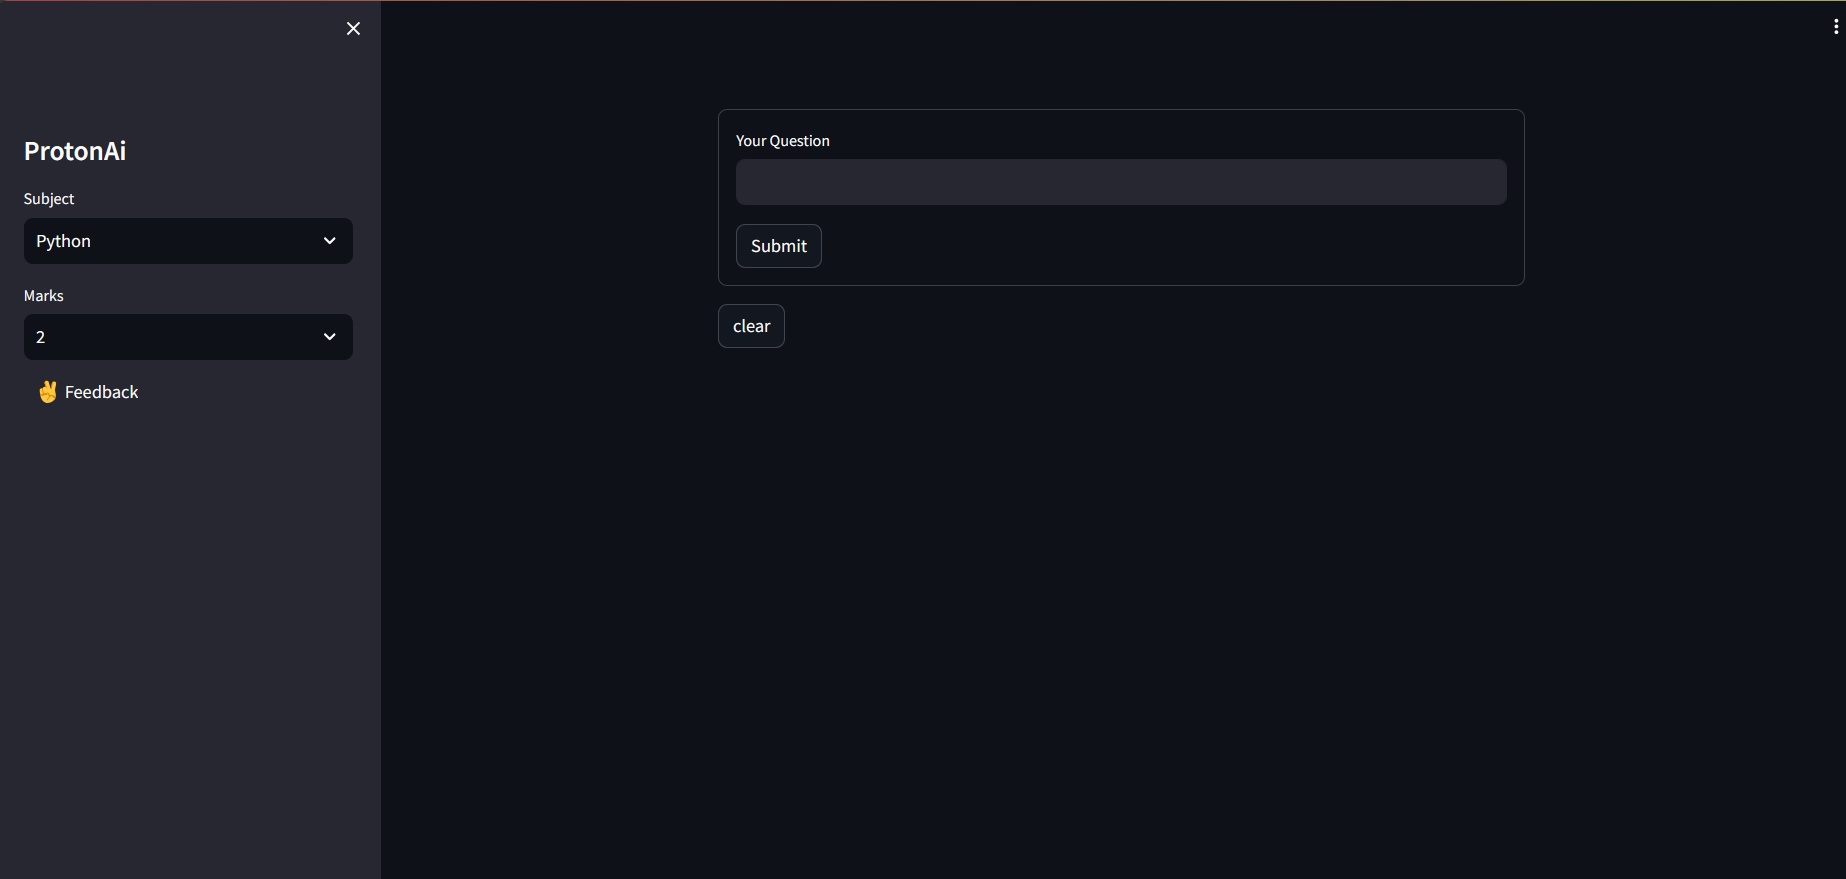 ProtonAi
Subject
Python
Marks
2
✌️ Feedback
Your Question
Submit
clear